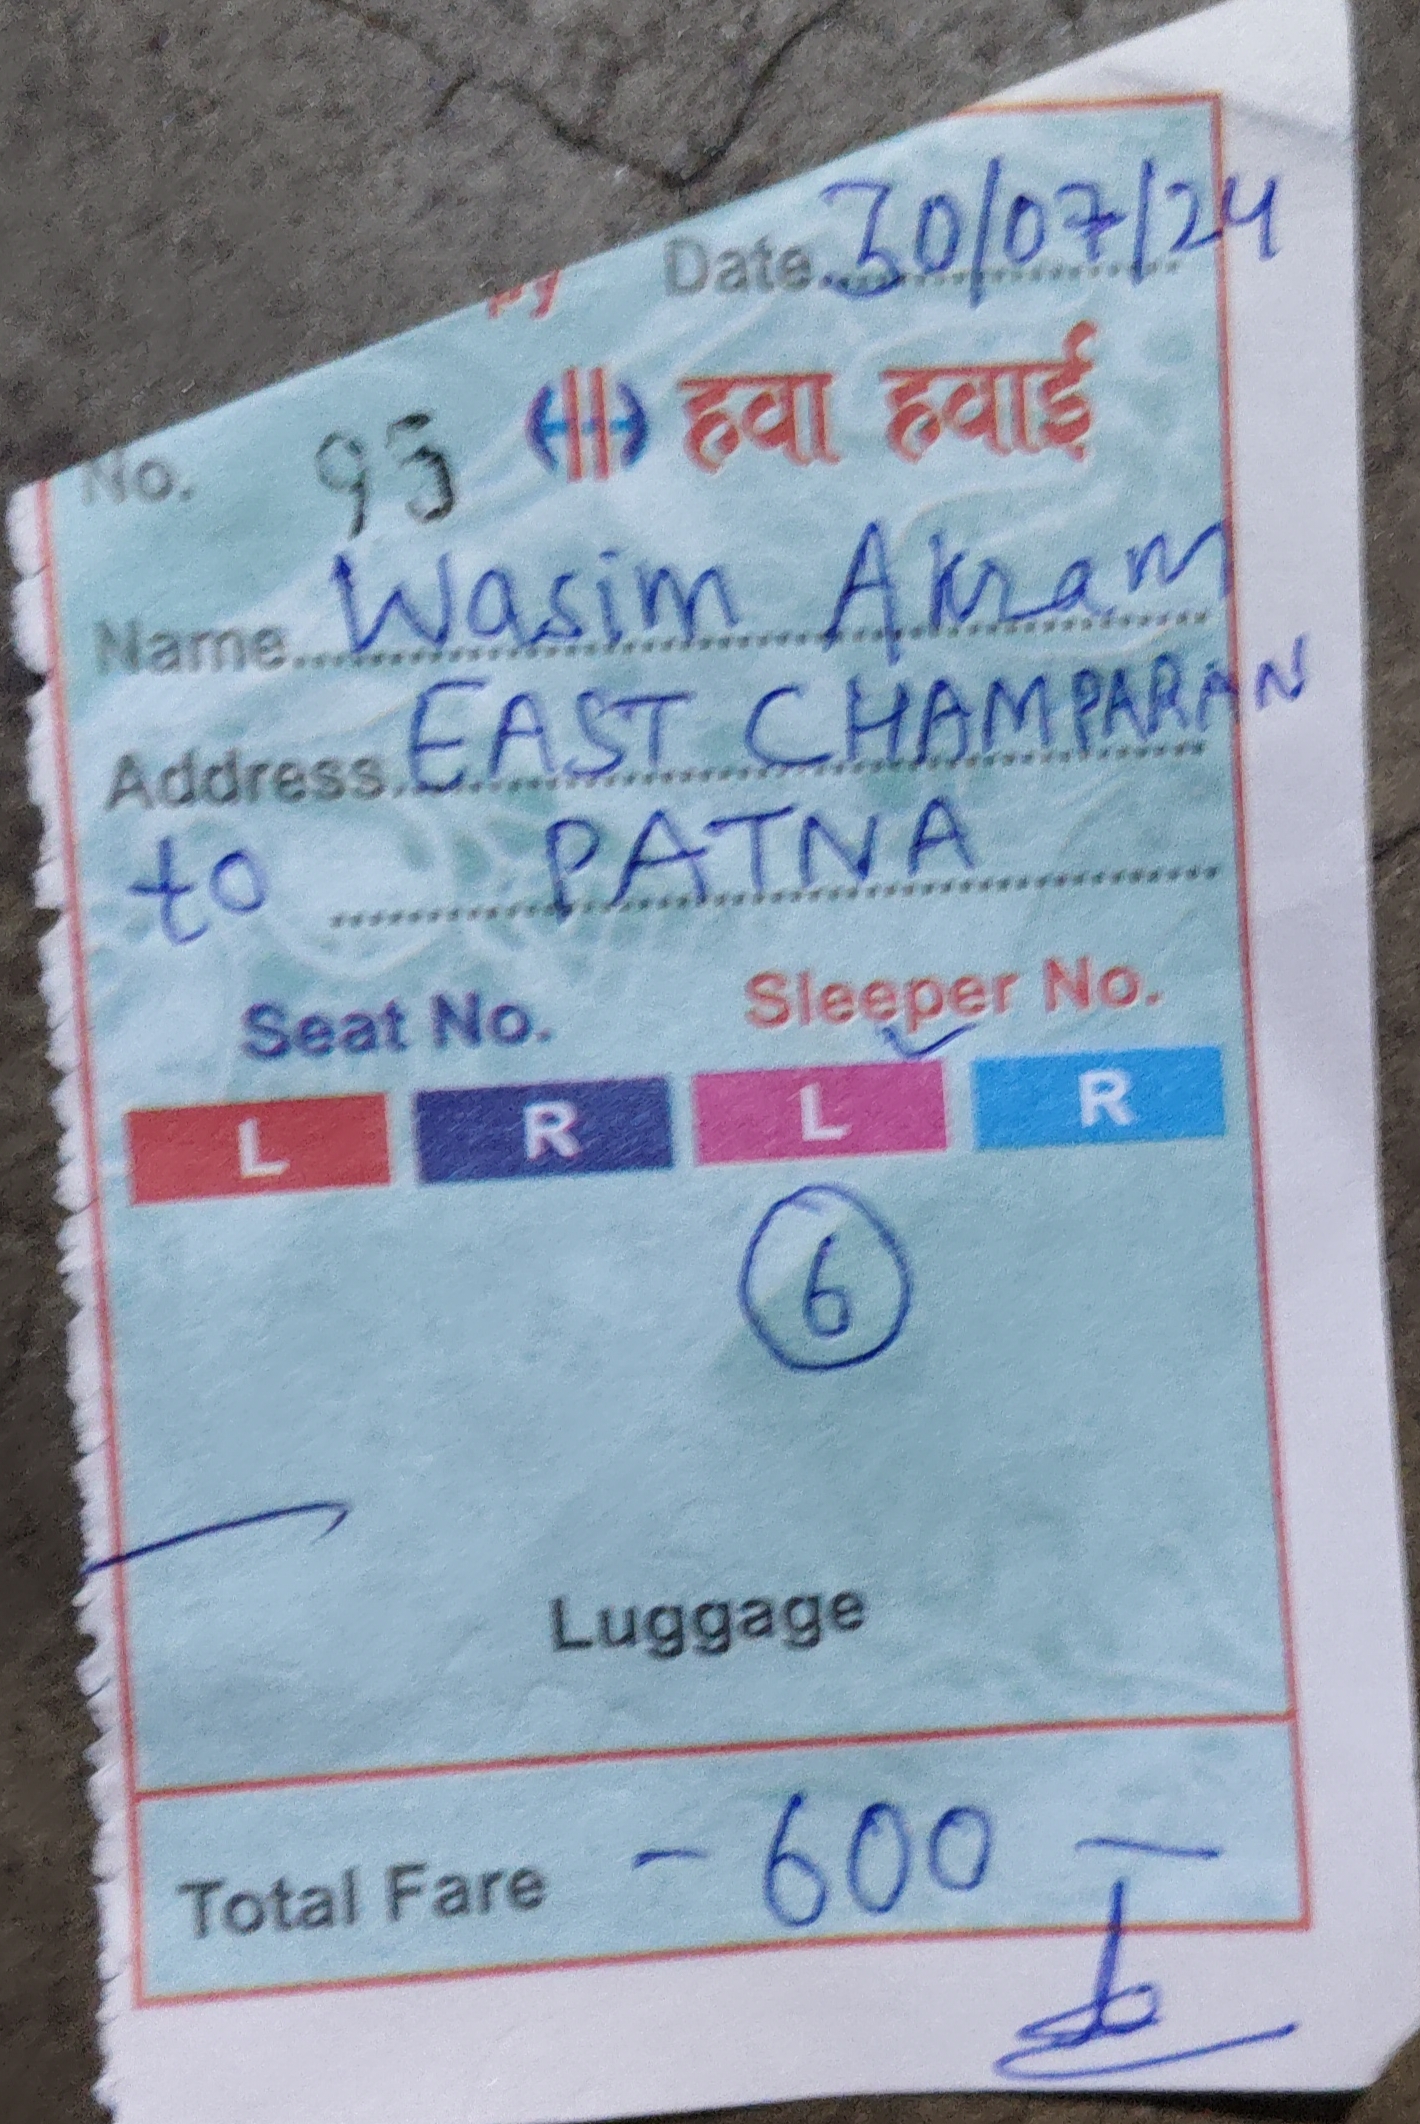 Date 30/07/24
No. 95 हवा हवाई
Name Wasim Akram
Address EAST CHAMPARAN
to PATNA
Seat No. Sleeper No.
L R L R
6
Luggage
Total Fare - 600 -